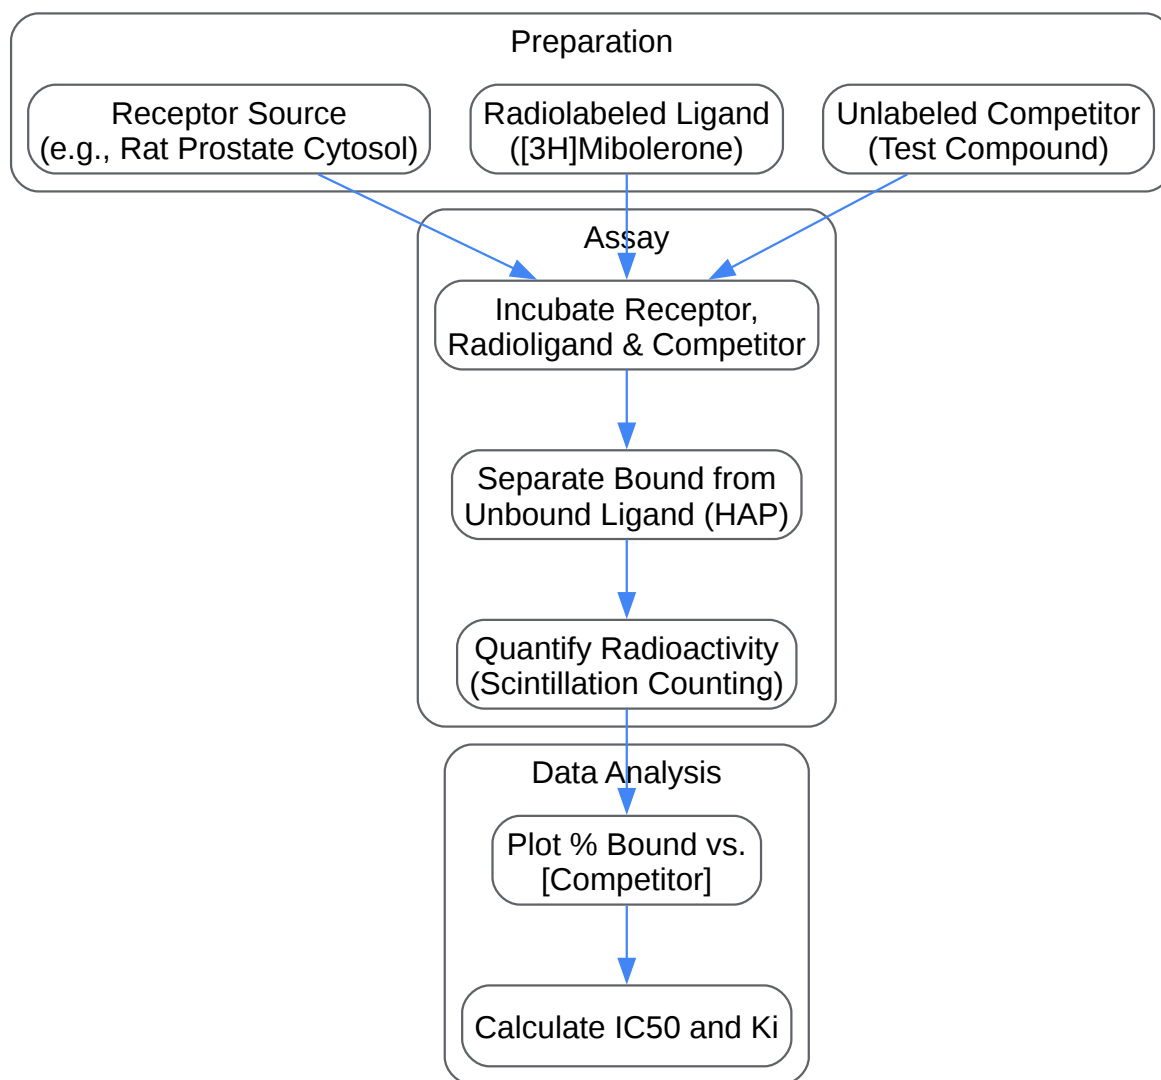 Preparation
Receptor Source
(e.g., Rat Prostate Cytosol)
Radiolabeled Ligand
([3H]Mibolerone)
Unlabeled Competitor
(Test Compound)
Assay
Incubate Receptor,
Radioligand & Competitor
Separate Bound from
Unbound Ligand (HAP)
Quantify Radioactivity
(Scintillation Counting)
Data Analysis
Plot % Bound vs.
[Competitor]
Calculate IC50 and Ki